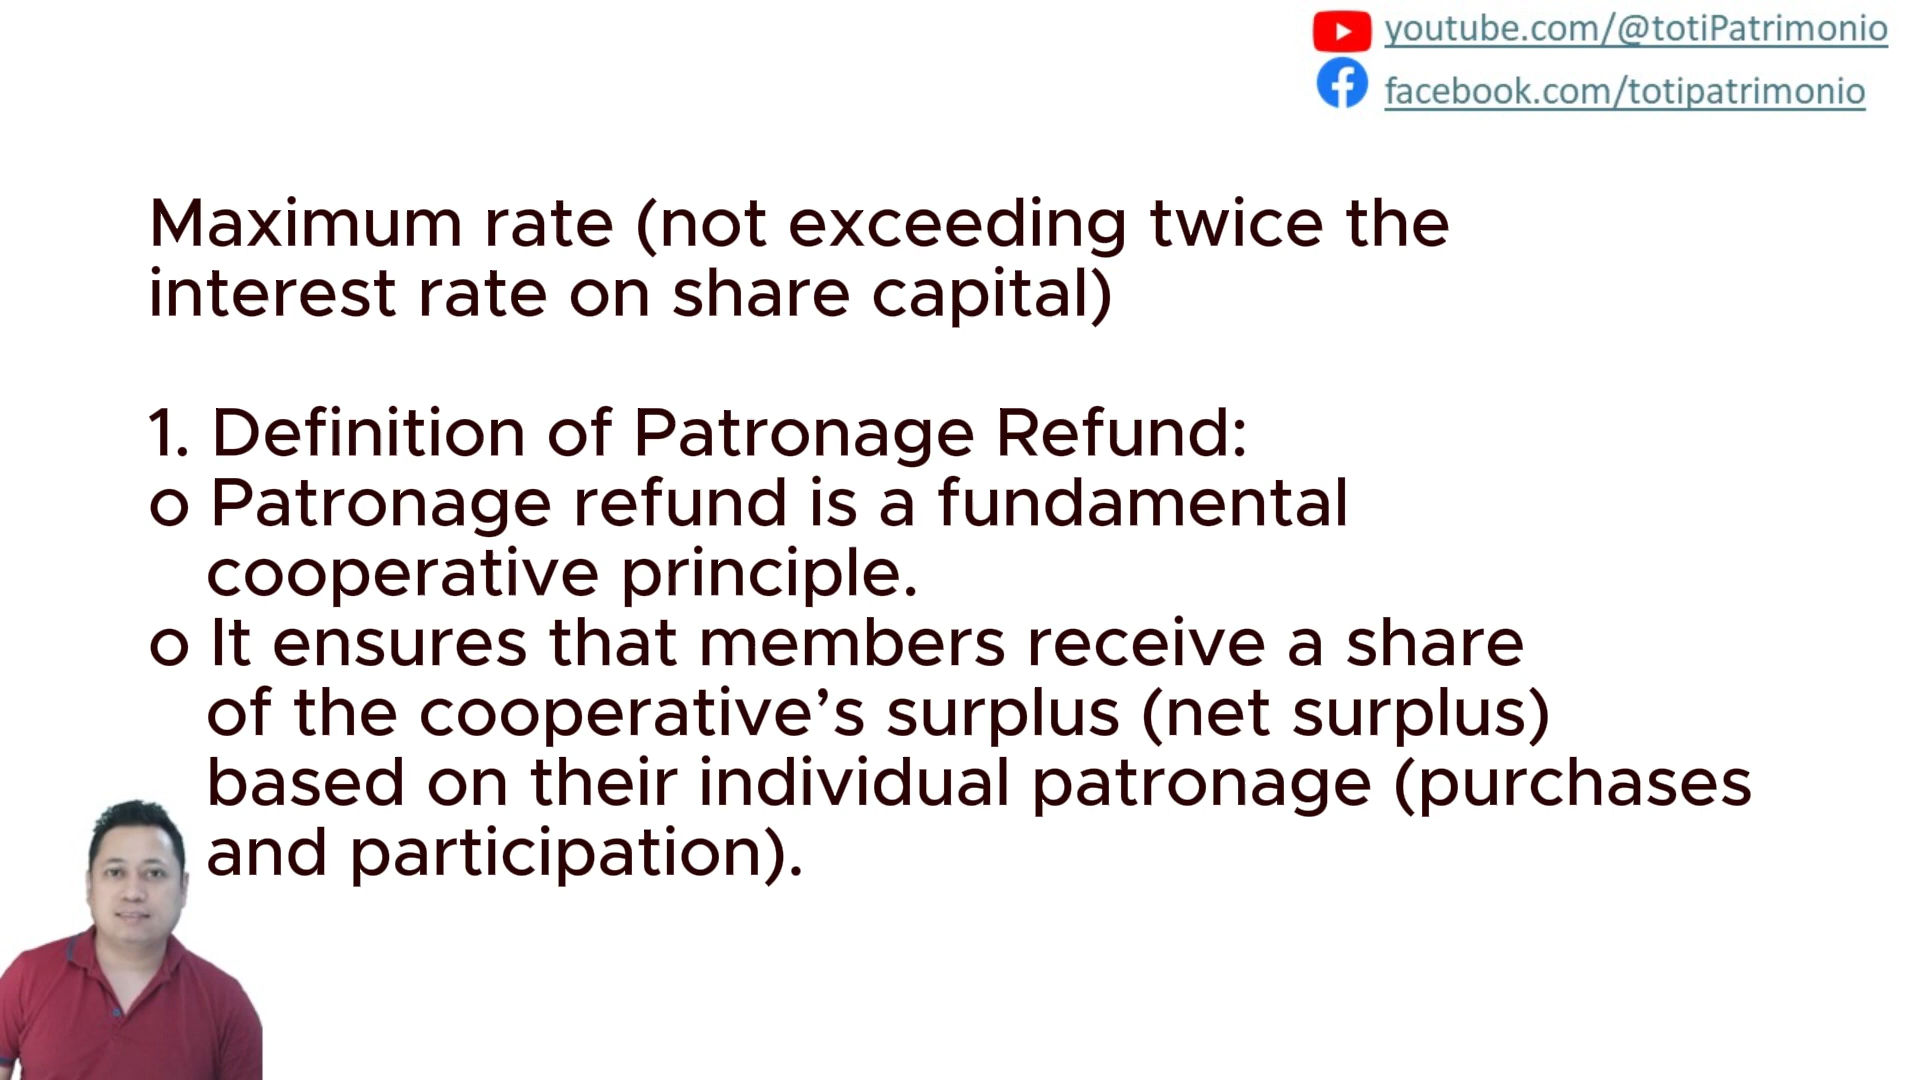 youtube.com/@totiPatrimonio
facebook.com/totipatrimonio
Maximum rate (not exceeding twice the
interest rate on share capital)
1. Definition of Patronage Refund:
o Patronage refund is a fundamental
cooperative principle.
o It ensures that members receive a share
of the cooperative’s surplus (net surplus)
based on their individual patronage (purchases
and participation).